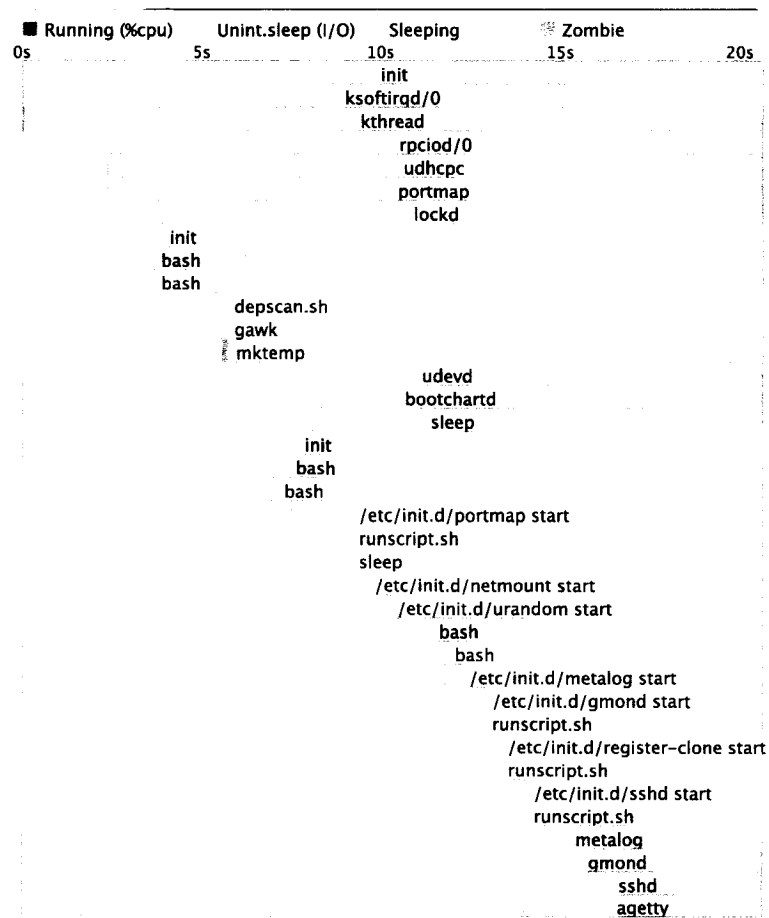 Running (%cpu) Unint.sleep (I/O) Sleeping Zombie
0s 5s 10s 15s 20s
init
ksoftirqd/0
kthread
rpciod/0
udhcpc
portmap
lockd
init
bash
bash
depscan.sh
gawk
mktemp
udevd
bootchartd
sleep
init
bash
bash
/etc/init.d/portmap start
runscript.sh
sleep
/etc/init.d/netmount start
/etc/init.d/urandom start
bash
bash
/etc/init.d/metalog start
/etc/init.d/gmond start
runscript.sh
/etc/init.d/register-clone start
runscript.sh
/etc/init.d/sshd start
runscript.sh
metalog
gmond
sshd
agetty